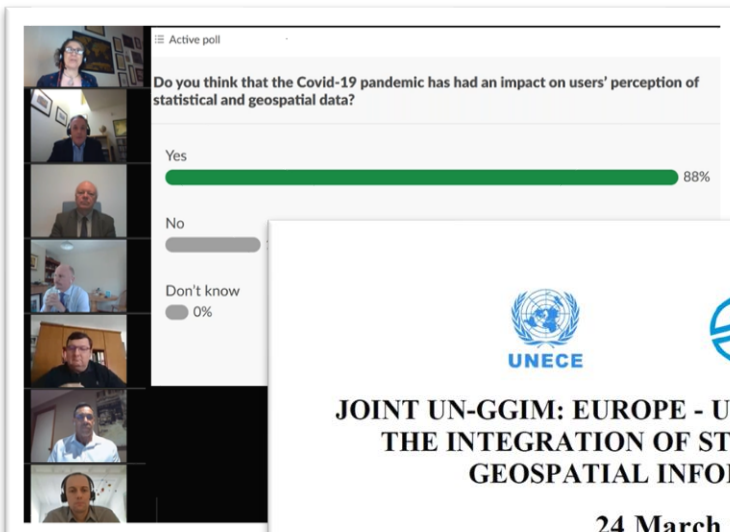 Active poll
Do you think that the Covid-19 pandemic has had an impact on users' perception of
statistical and geospatial data?
Yes
88%
No
Don't know
0%
UNECE
JOINT UN-GGIM: EUROPE - U
THE INTEGRATION OF ST
GEOSPATIAL INFO
24 March